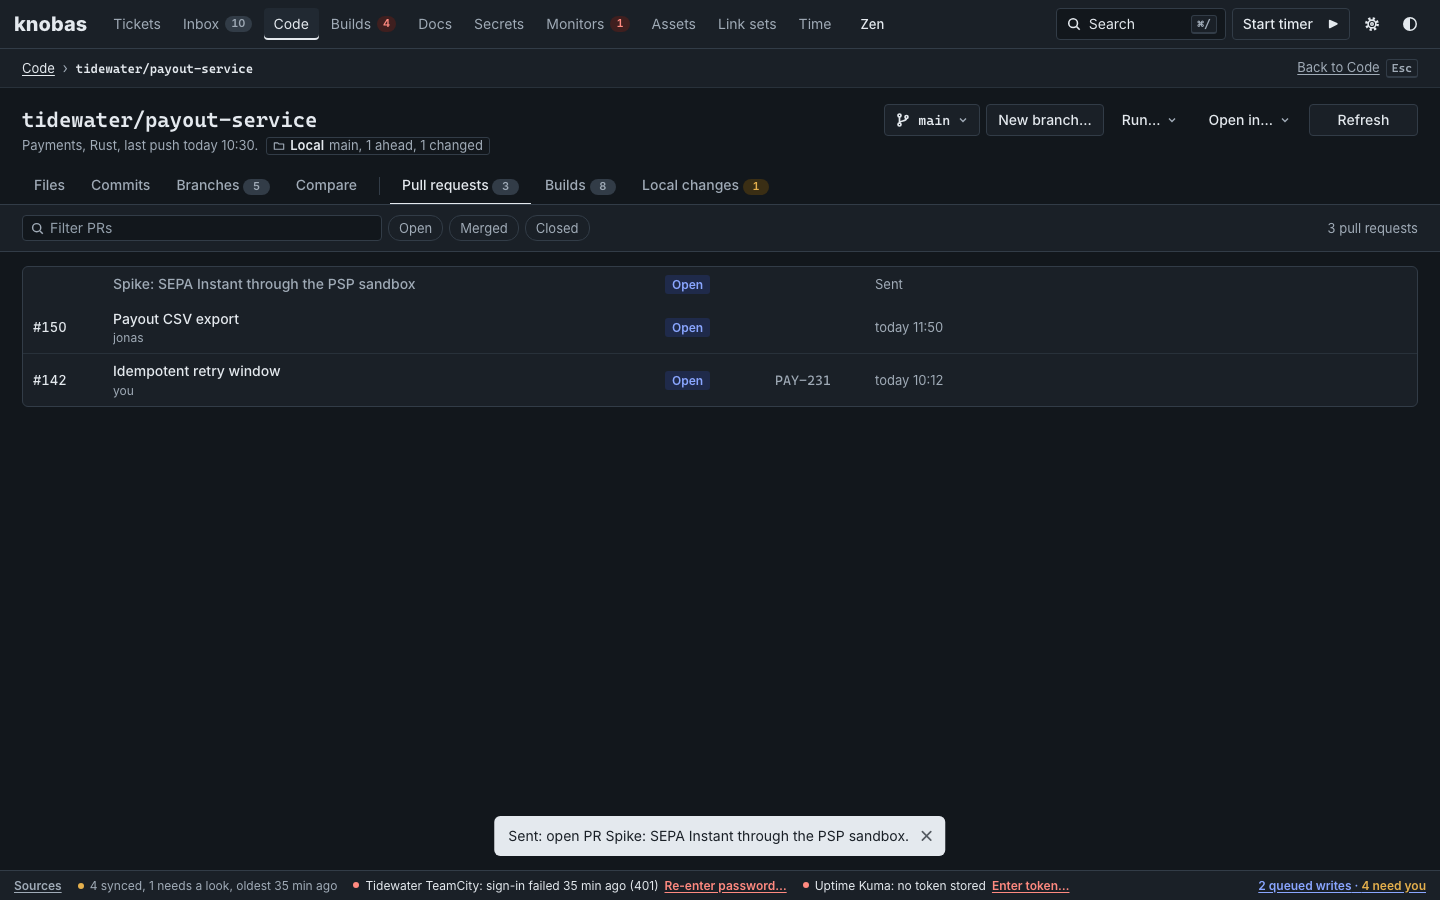 knobas Tickets Inbox 10 Code Builds 4 Docs Secrets Monitors 1 Assets Link sets Time Zen Search ⌘/ Start timer
Code › tidewater/payout-service Back to Code Esc
tidewater/payout-service main New branch... Run... Open in... Refresh
Payments, Rust, last push today 10:30. Local main, 1 ahead, 1 changed
Files Commits Branches 5 Compare Pull requests 3 Builds 8 Local changes 1
Filter PRs Open Merged Closed 3 pull requests
Spike: SEPA Instant through the PSP sandbox Open Sent
#150 Payout CSV export Open today 11:50
jonas
#142 Idempotent retry window Open PAY-231 today 10:12
you
Sent: open PR Spike: SEPA Instant through the PSP sandbox.
Sources 4 synced, 1 needs a look, oldest 35 min ago Tidewater TeamCity: sign-in failed 35 min ago (401) Re-enter password... Uptime Kuma: no token stored Enter token... 2 queued writes · 4 need you